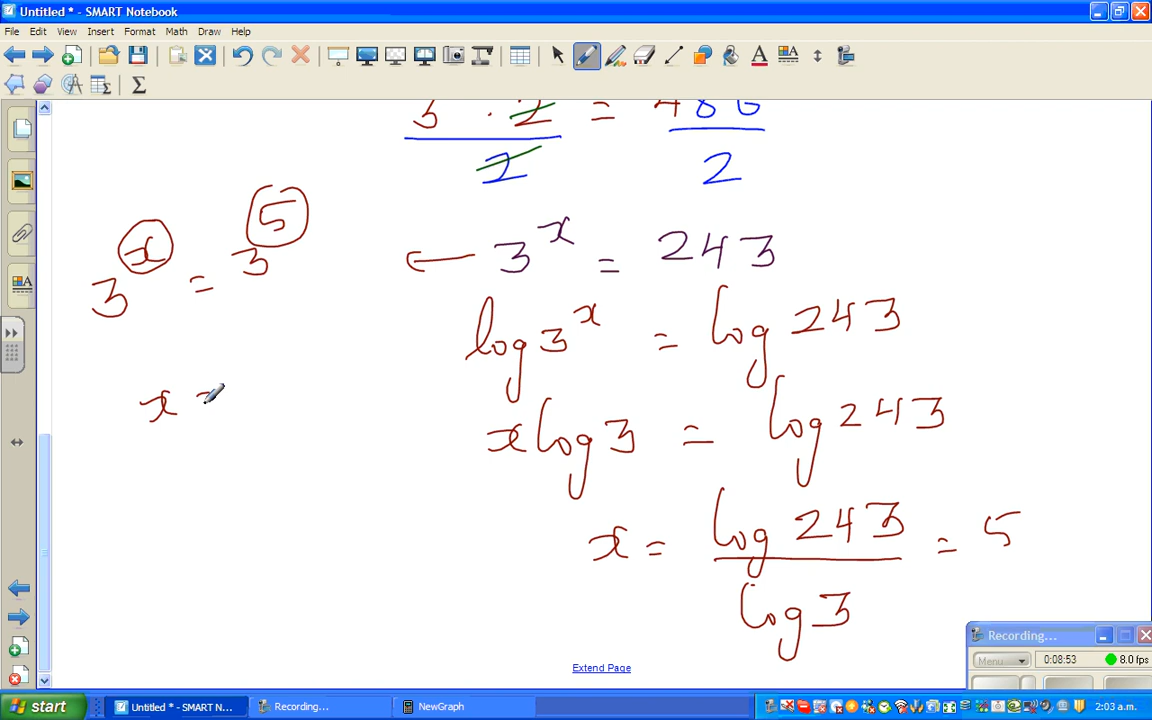 Untitled * - SMART Notebook
File Edit View Insert Format Math Draw Help
3 · 2 = 486
2 2
3^x = 3^5
← 3^x = 243
log 3^x = log 243
x =
x log 3 = log 243
x = log 243 / log 3 = 5
Extend Page
Recording...
Menu 0:08:53 8.0 fps
start Untitled * - SMART N... Recording... NewGraph 2:03 a.m.